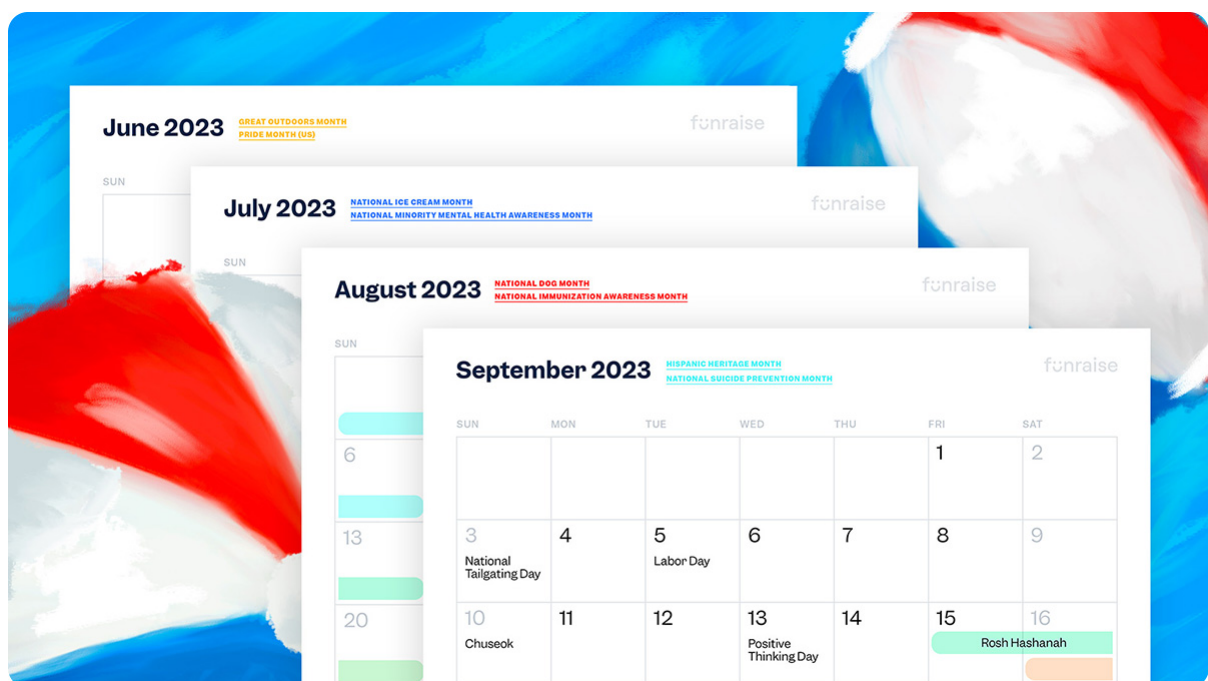 June 2023
GREAT OUTDOORS MONTH
PRIDE MONTH (US)
funraise
SUN
July 2023
NATIONAL ICE CREAM MONTH
NATIONAL MINORITY MENTAL HEALTH AWARENESS MONTH
funraise
SUN
August 2023
NATIONAL DOG MONTH
NATIONAL IMMUNIZATION AWARENESS MONTH
funraise
SUN
6
13
20
September 2023
HISPANIC HERITAGE MONTH
NATIONAL SUICIDE PREVENTION MONTH
funraise
SUN MON TUE WED THU FRI SAT
1 2
3 4 5 6 7 8 9
National
Tailgating Day
Labor Day
10 11 12 13 14 15 16
Chuseok
Positive
Thinking Day
Rosh Hashanah